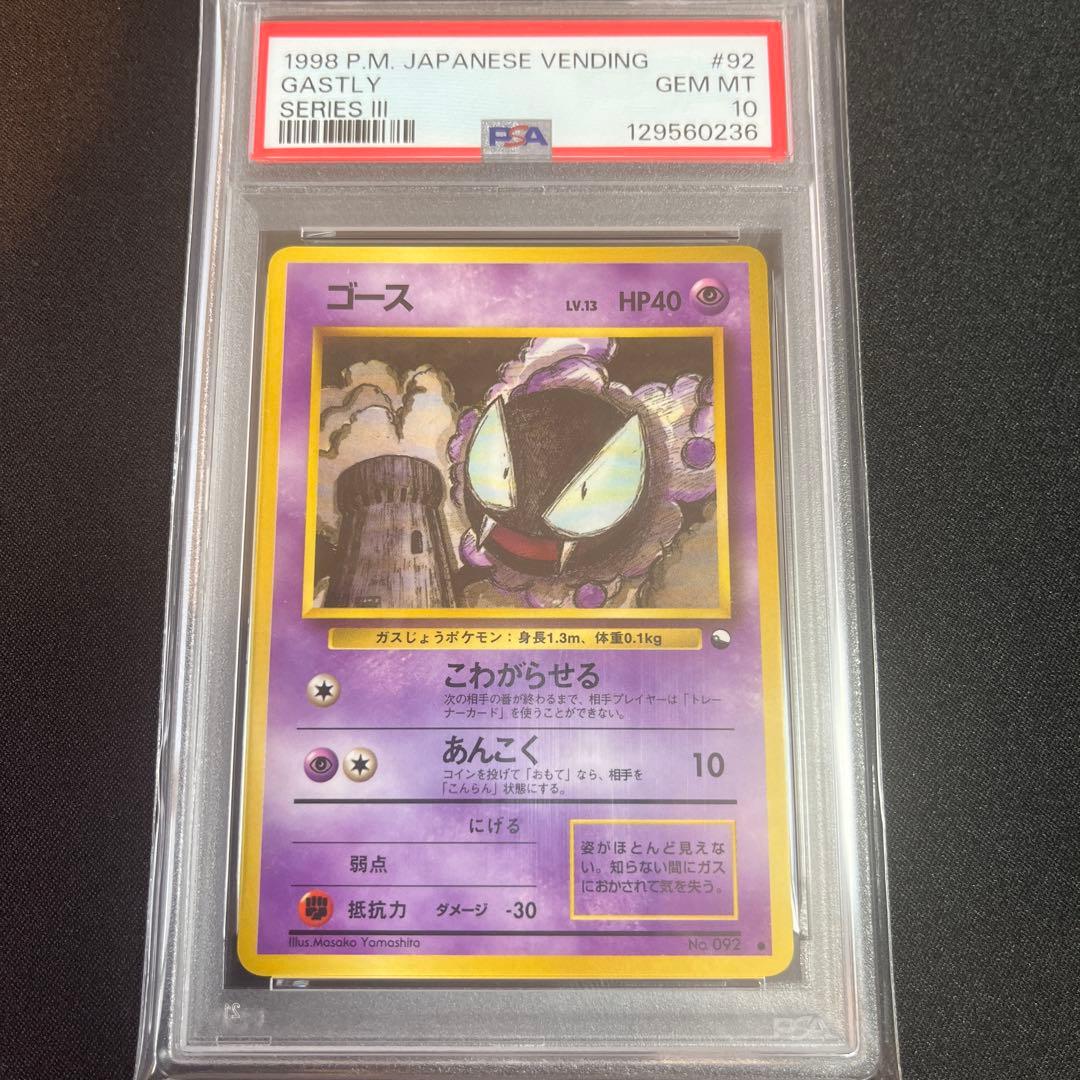 1998 P.M. JAPANESE VENDING #92
GASTLY GEM MT
SERIES III 10
PSA 129560236
ゴース LV.13 HP40
ガスじょうポケモン：身長1.3m、体重0.1kg
こわがらせる
次の相手の番が終わるまで、相手プレイヤーは「トレー
ナーカード」を使うことができない。
あんこく 10
コインを投げて「おもて」なら、相手を
「こんらん」状態にする。
にげる
弱点
抵抗力 ダメージ -30
姿がほとんど見えな
い。知らない間にガス
におかされて気を失う。
Illus.Masako Yamashita No. 092
21
PSA